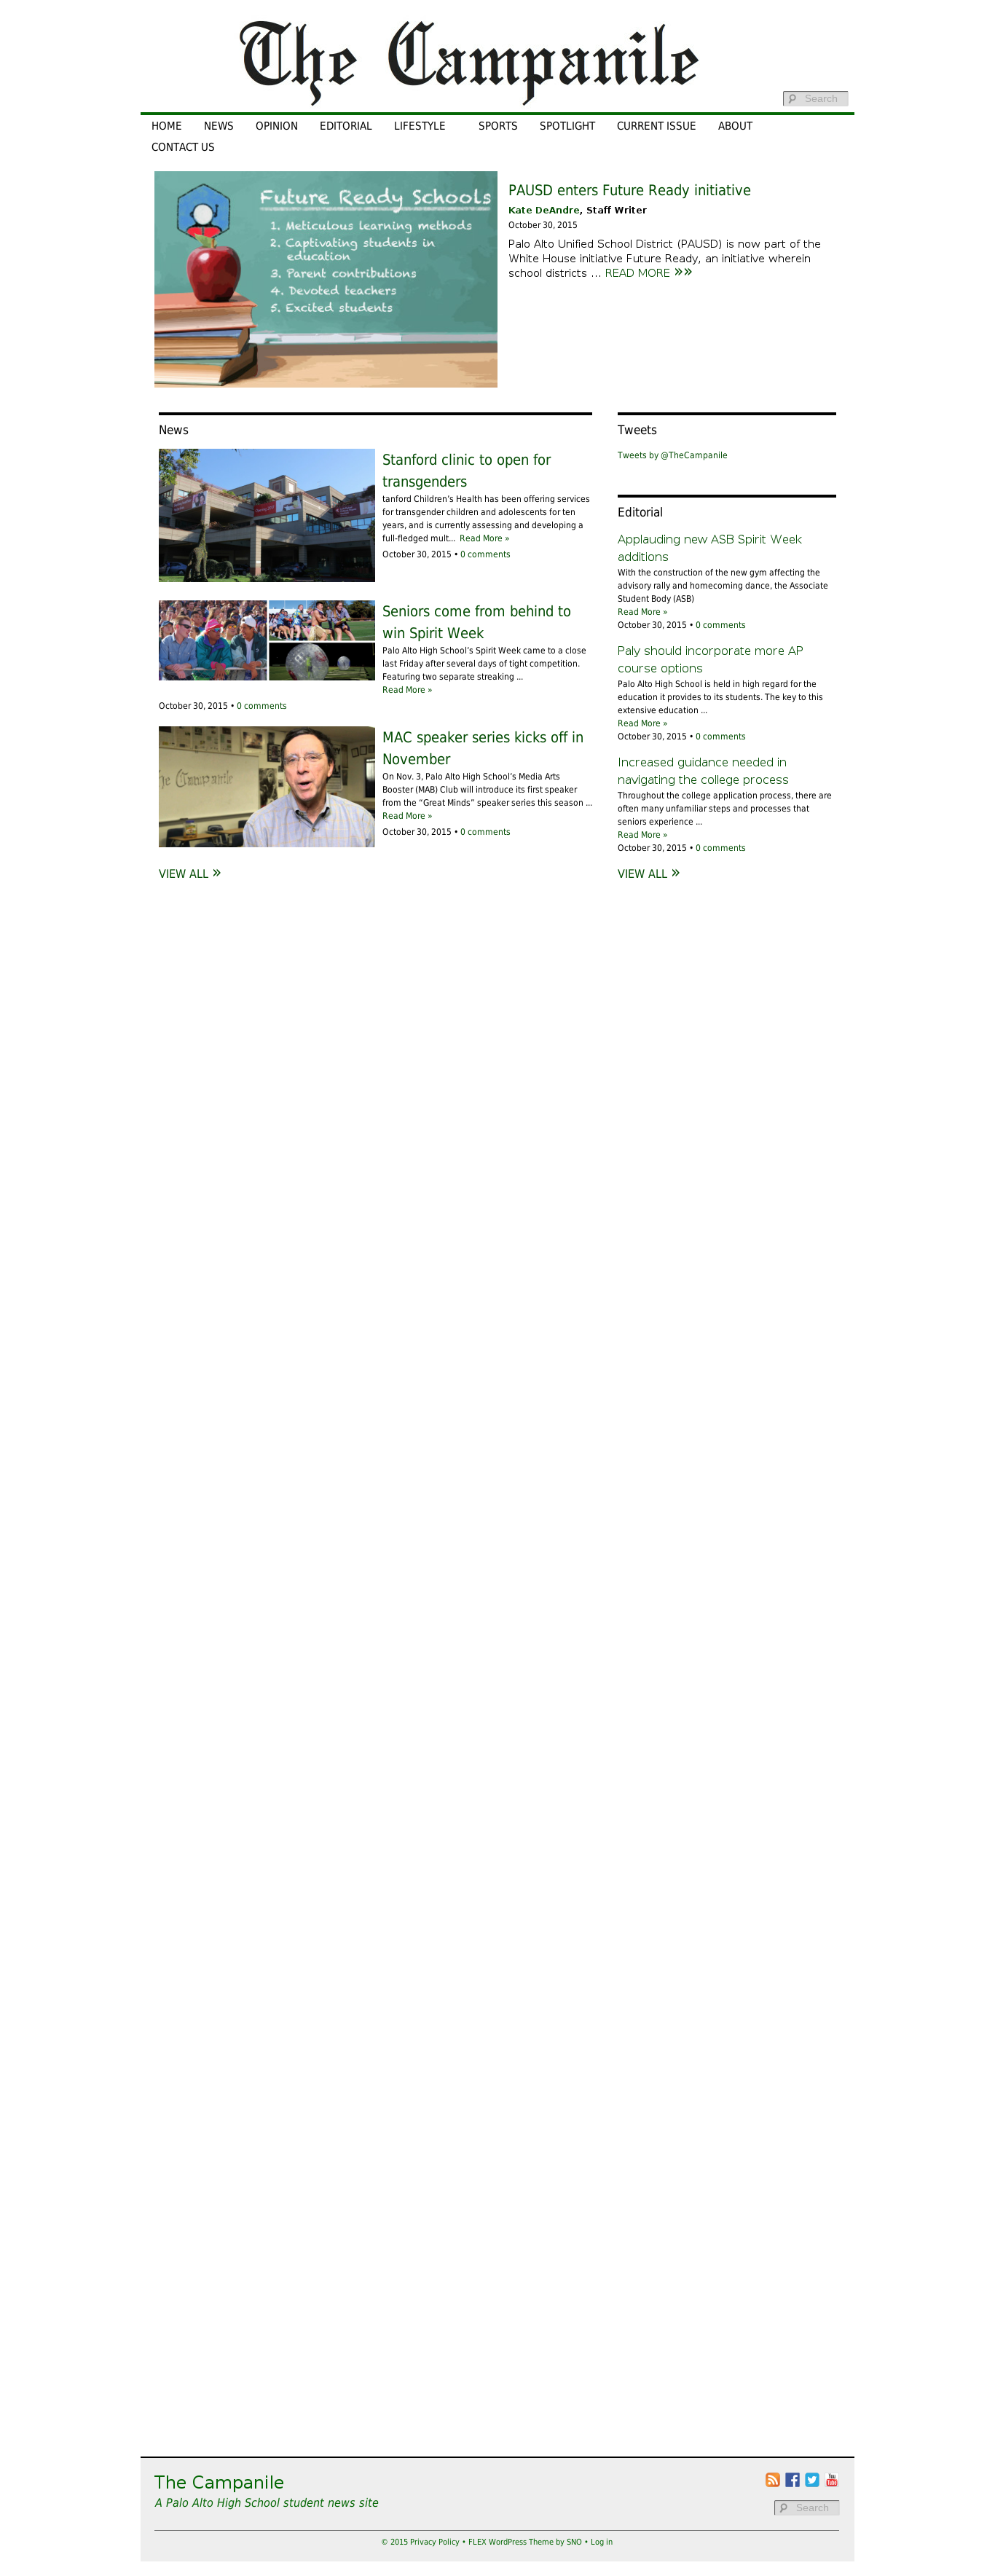 The Campanile
Search
HOME NEWS OPINION EDITORIAL LIFESTYLE SPORTS SPOTLIGHT CURRENT ISSUE ABOUT
CONTACT US
Future Ready Schools
1. Meticulous learning methods
2. Captivating students in
education
3. Parent contributions
4. Devoted teachers
5. Excited students
PAUSD enters Future Ready initiative
Kate DeAndre, Staff Writer
October 30, 2015
Palo Alto Unified School District (PAUSD) is now part of the
White House initiative Future Ready, an initiative wherein
school districts ... READ MORE »»
News
Stanford clinic to open for
transgenders
tanford Children's Health has been offering services
for transgender children and adolescents for ten
years, and is currently assessing and developing a
full-fledged mult... Read More »
October 30, 2015 • 0 comments
Seniors come from behind to
win Spirit Week
Palo Alto High School's Spirit Week came to a close
last Friday after several days of tight competition.
Featuring two separate streaking ...
Read More »
October 30, 2015 • 0 comments
The Campanile
MAC speaker series kicks off in
November
On Nov. 3, Palo Alto High School's Media Arts
Booster (MAB) Club will introduce its first speaker
from the “Great Minds” speaker series this season ...
Read More »
October 30, 2015 • 0 comments
VIEW ALL »
Tweets
Tweets by @TheCampanile
Editorial
Applauding new ASB Spirit Week
additions
With the construction of the new gym affecting the
advisory rally and homecoming dance, the Associate
Student Body (ASB)
Read More »
October 30, 2015 • 0 comments
Paly should incorporate more AP
course options
Palo Alto High School is held in high regard for the
education it provides to its students. The key to this
extensive education ...
Read More »
October 30, 2015 • 0 comments
Increased guidance needed in
navigating the college process
Throughout the college application process, there are
often many unfamiliar steps and processes that
seniors experience ...
Read More »
October 30, 2015 • 0 comments
VIEW ALL »
The Campanile
A Palo Alto High School student news site
You
Tube
Search
© 2015 Privacy Policy • FLEX WordPress Theme by SNO • Log in